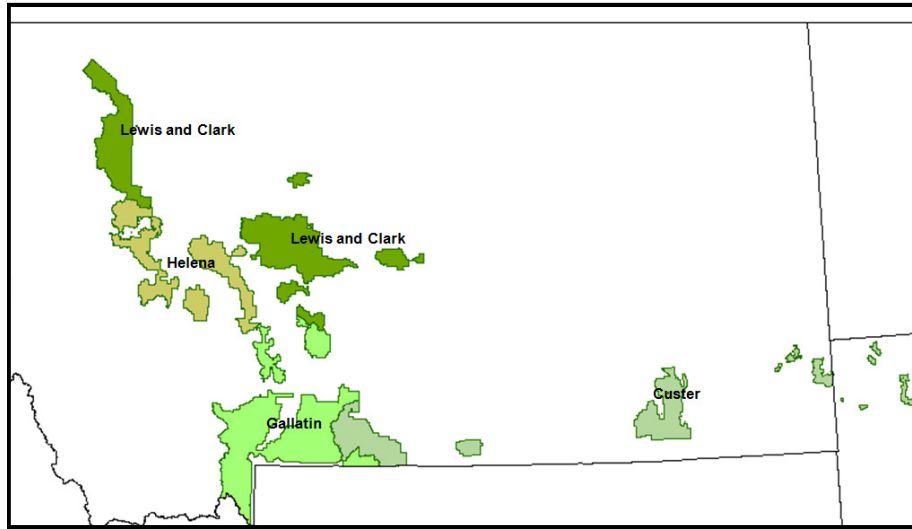 Lewis and Clark
Lewis and Clark
Helena
Custer
Gallatin